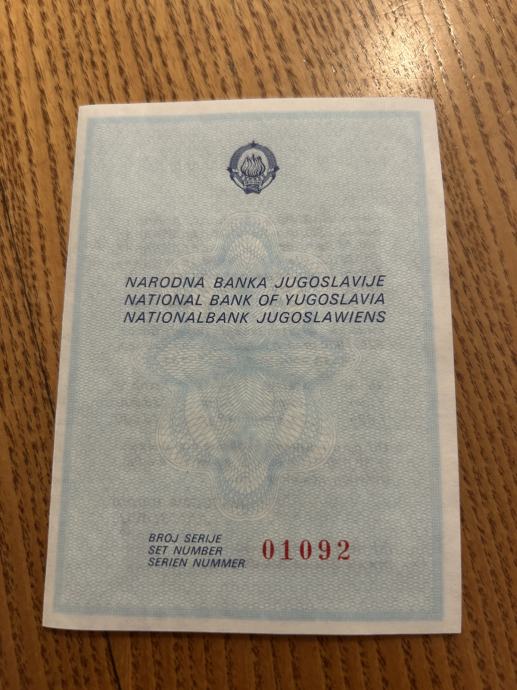 NARODNA BANKA JUGOSLAVIJE
NATIONAL BANK OF YUGOSLAVIA
NATIONALBANK JUGOSLAWIENS
BROJ SERIJE
SET NUMBER
SERIEN NUMMER
01092